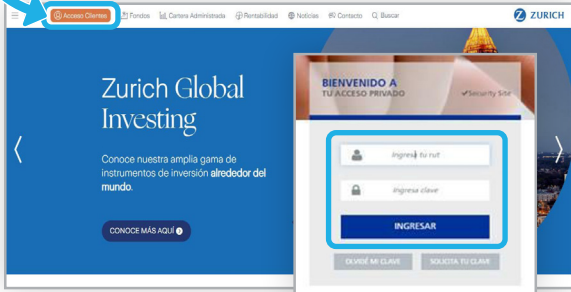 Acceso Clientes Fondos Cartera Administrada Rentabilidad Noticias Contacto Buscar ZURICH
Zurich Global
Investing
Conoce nuestra amplia gama de
instrumentos de inversión alrededor del
mundo.
CONOCE MÁS AQUÍ
BIENVENIDO A
TU ACCESO PRIVADO
Security Site
Ingresa tu rut
Ingresa clave
INGRESAR
OLVIDÉ MI CLAVE SOLICITA TU CLAVE